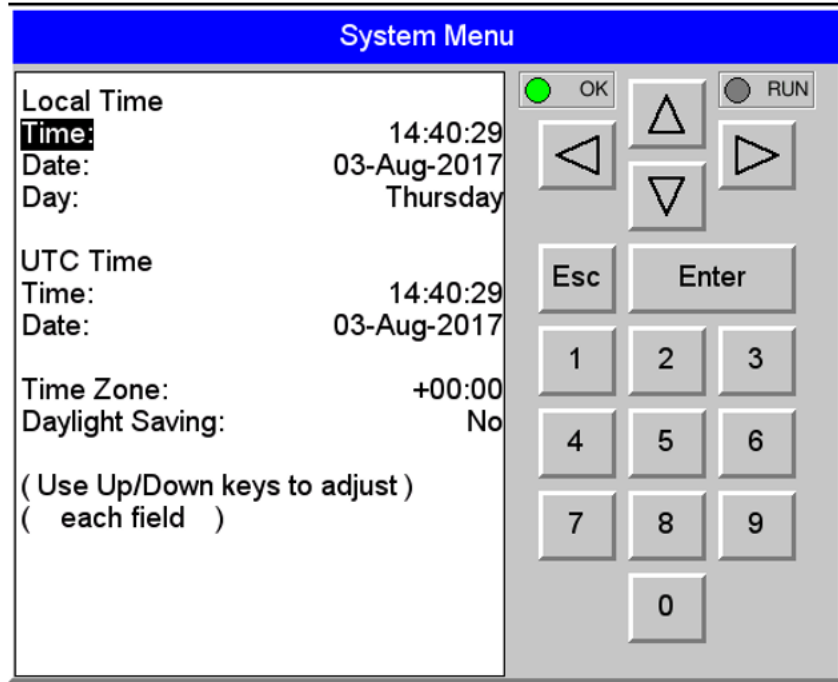 System Menu
Local Time
Time: 14:40:29
Date: 03-Aug-2017
Day: Thursday
UTC Time
Time: 14:40:29
Date: 03-Aug-2017
Time Zone: +00:00
Daylight Saving: No
( Use Up/Down keys to adjust )
( each field )
OK
RUN
Esc
Enter
1
2
3
4
5
6
7
8
9
0